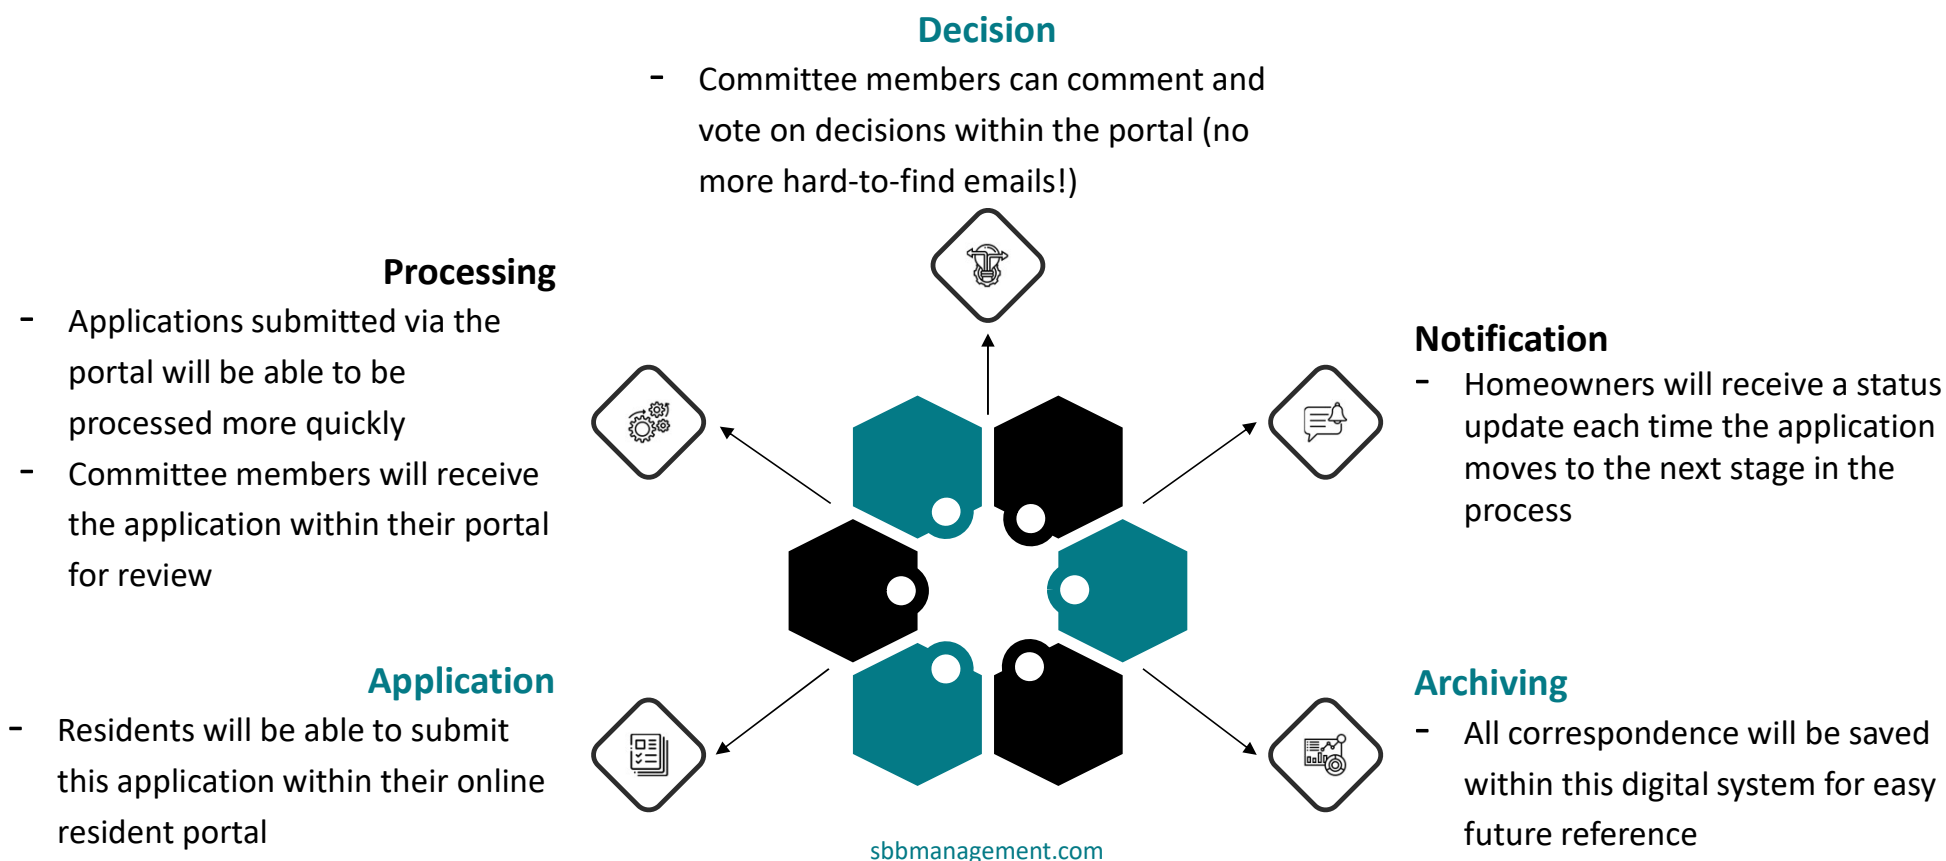 Decision
- Committee members can comment and
vote on decisions within the portal (no
more hard-to-find emails!)
Processing
- Applications submitted via the
portal will be able to be
processed more quickly
- Committee members will receive
the application within their portal
for review
Notification
- Homeowners will receive a status
update each time the application
moves to the next stage in the
process
Application
- Residents will be able to submit
this application within their online
resident portal
Archiving
- All correspondence will be saved
within this digital system for easy
future reference
sbbmanagement.com